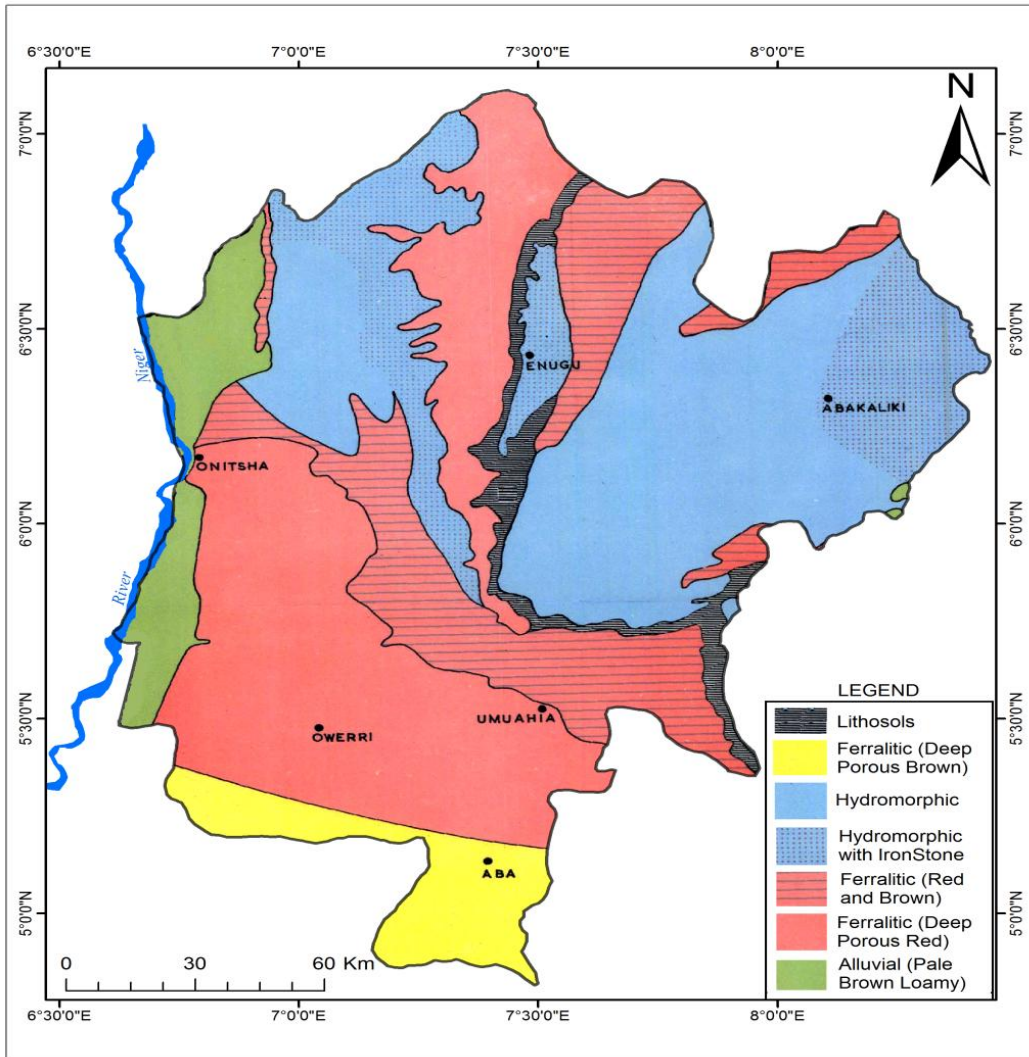 6°30'0"E
7°0'0"E
7°30'0"E
8°0'0"E
N
7°0'0"N
7°0'0"N
6°30'0"N
6°30'0"N
Niger
ENUGU
ABAKALIKI
ONITSHA
6°0'0"N
6°0'0"N
River
UMUAHIA
OWERRI
5°30'0"N
5°30'0"N
ABA
5°0'0"N
5°0'0"N
LEGEND
Lithosols
Ferralitic (Deep
Porous Brown)
Hydromorphic
Hydromorphic
with IronStone
Ferralitic (Red
and Brown)
Ferralitic (Deep
Porous Red)
Alluvial (Pale
Brown Loamy)
0 30 60 Km
6°30'0"E
7°0'0"E
7°30'0"E
8°0'0"E